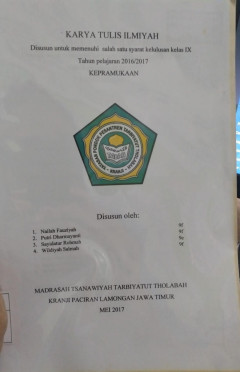 KARYA TULIS ILMIYAH
Disusun untuk memenuhi salah satu syarat kelulusan kelas IX
Tahun pelajaran 2016/2017
KEPRAMUKAAN
Disusun oleh:
1. Nailah Fauziyah
2. Putri Dharmayanti
3. Sayidatur Rohmah
4. Wildiyah Salmah
MADRASAH TSANAWIYAH TARBIYATUT THOLABAH
KRANJI PACIRAN LAMONGAN JAWA TIMUR
MEI 2017